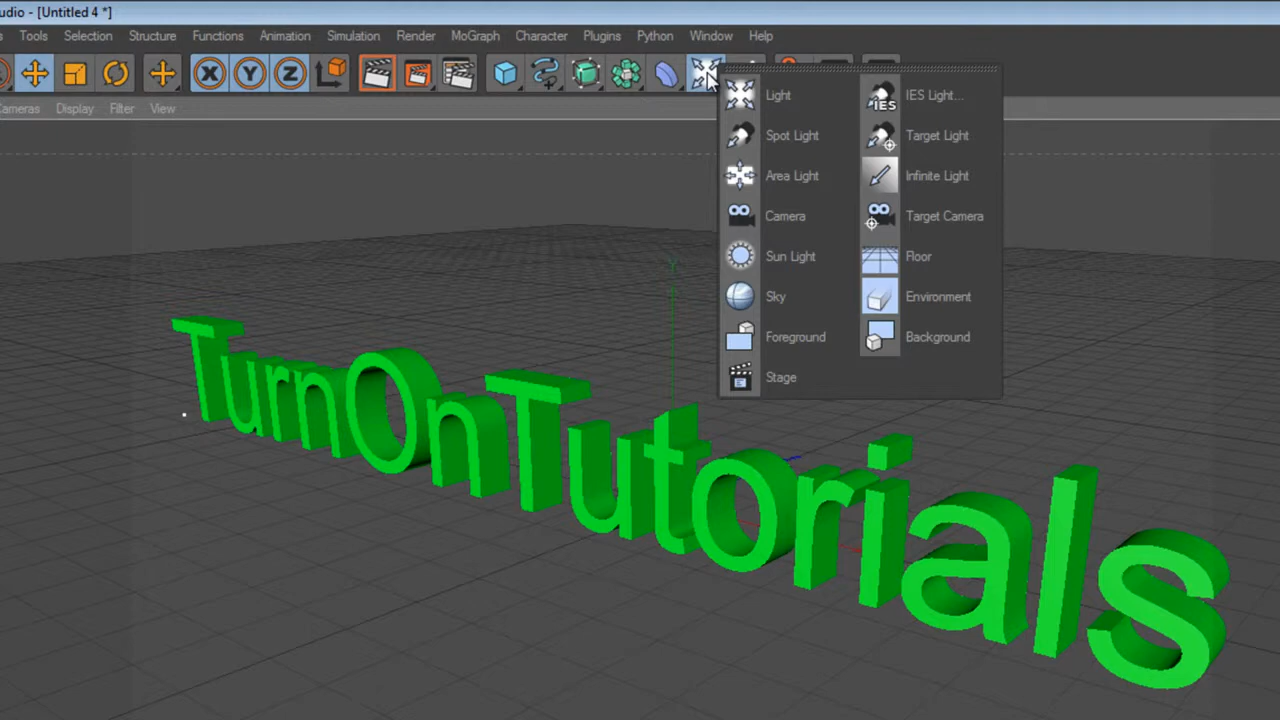 udio - [Untitled 4 *]
s Tools Selection Structure Functions Animation Simulation Render MoGraph Character Plugins Python Window Help
X Y Z
ameras Display Filter View
Light
IES
IES Light...
Spot Light
Target Light
Area Light
Infinite Light
Camera
Target Camera
Sun Light
Floor
Sky
Environment
Foreground
Background
Stage
Y
TurnOnTutorials